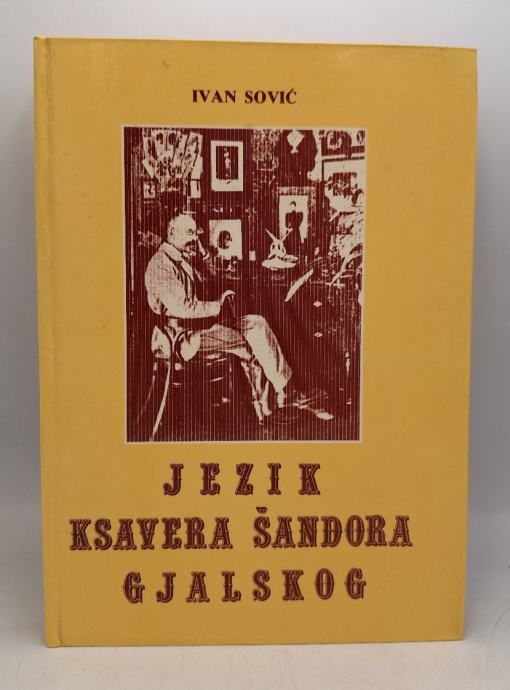 IVAN SOVIĆ
JEZIK
KSAVERA ŠANDORA
GJALSKOG